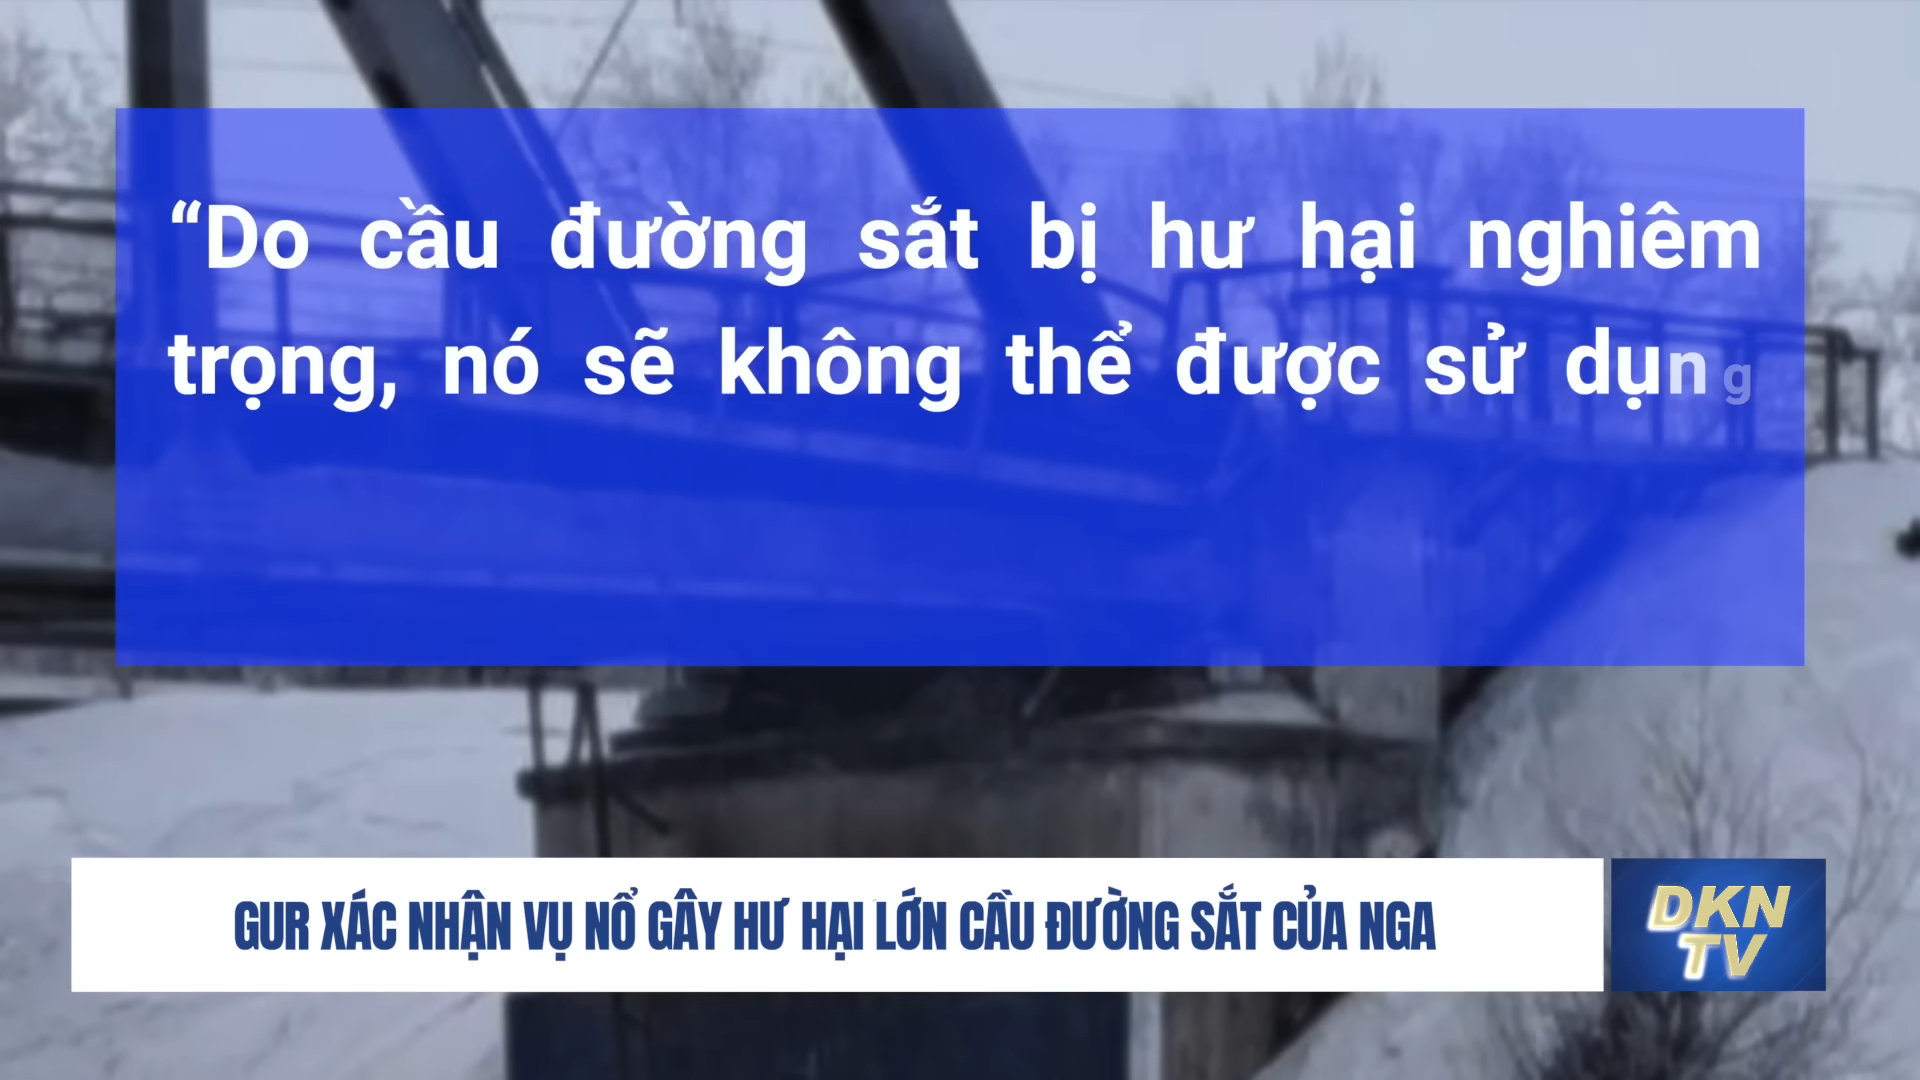 “Do cầu đường sắt bị hư hại nghiêm
trọng, nó sẽ không thể được sử dụng
GUR XÁC NHẬN VỤ NỔ GÂY HƯ HẠI LỚN CẦU ĐƯỜNG SẮT CỦA NGA
DKN
TV